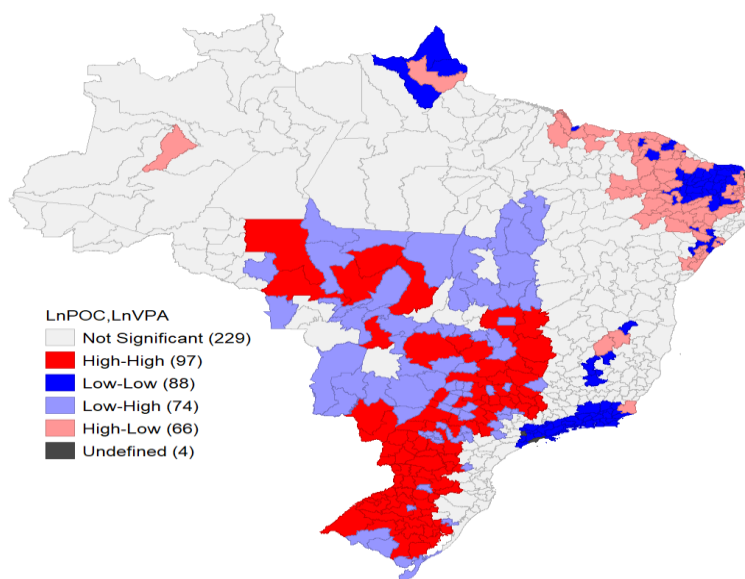 LnPOC,LnVPA
Not Significant (229)
High-High (97)
Low-Low (88)
Low-High (74)
High-Low (66)
Undefined (4)